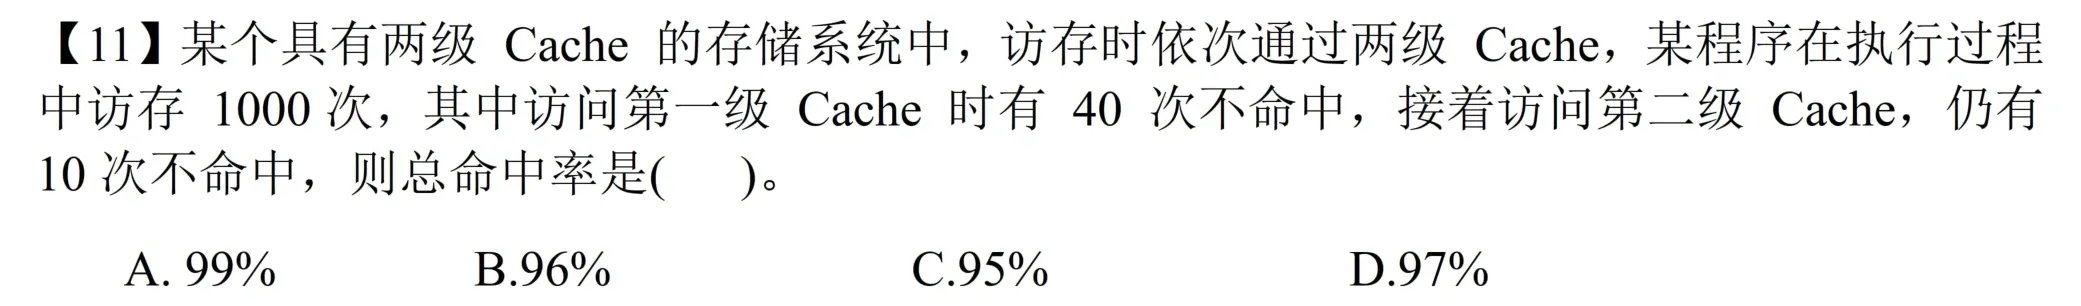 【11】某个具有两级 Cache 的存储系统中，访存时依次通过两级 Cache，某程序在执行过程
中访存 1000 次，其中访问第一级 Cache 时有 40 次不命中，接着访问第二级 Cache，仍有
10 次不命中，则总命中率是( )。
A. 99% B.96% C.95% D.97%